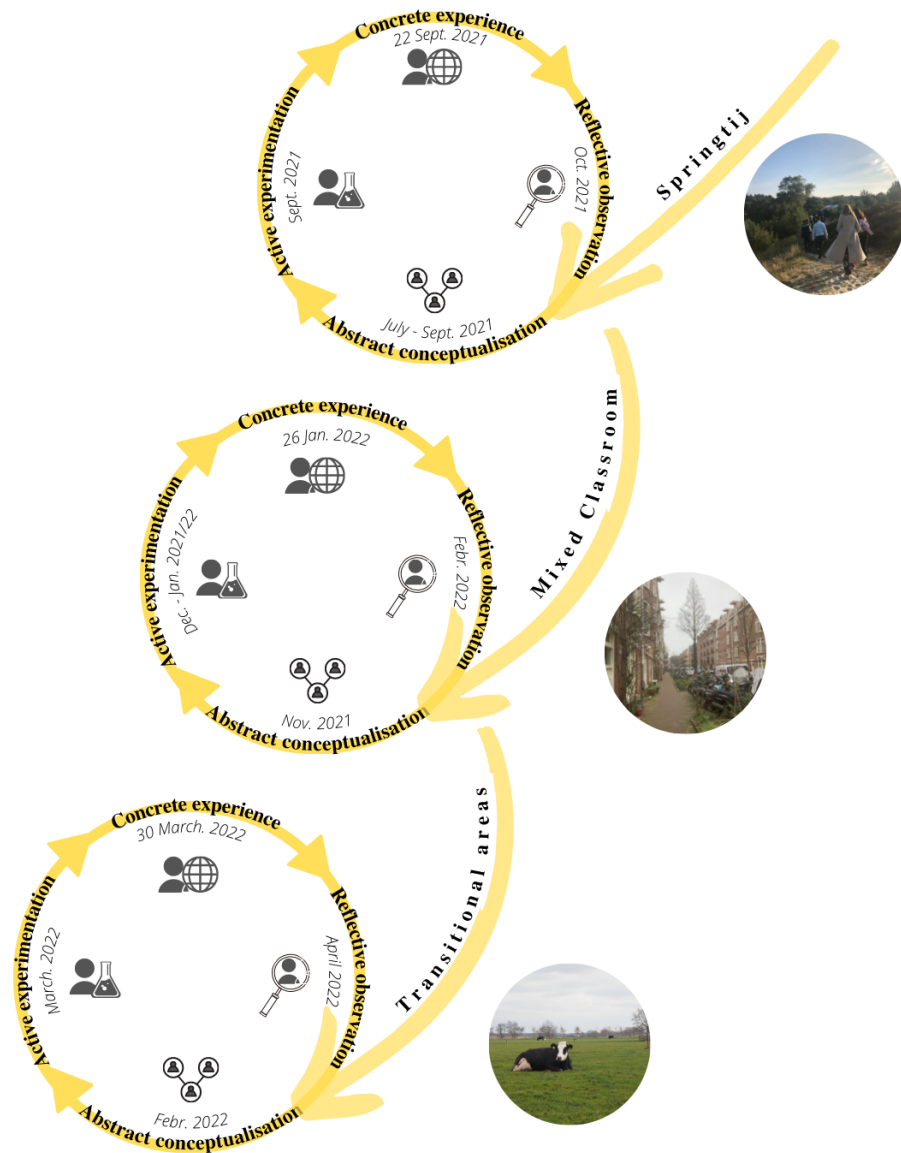 Concrete experience
22 Sept. 2021
Reflective observation
Oct. 2021
Abstract conceptualisation
July - Sept. 2021
Active experimentation
Sept. 2021
Springtij
Concrete experience
26 Jan. 2022
Reflective observation
Febr. 2022
Abstract conceptualisation
Nov. 2021
Active experimentation
Dec. - Jan. 2021/22
Mixed Classroom
Concrete experience
30 March. 2022
Reflective observation
April 2022
Abstract conceptualisation
Febr. 2022
Active experimentation
March. 2022
Transitional areas